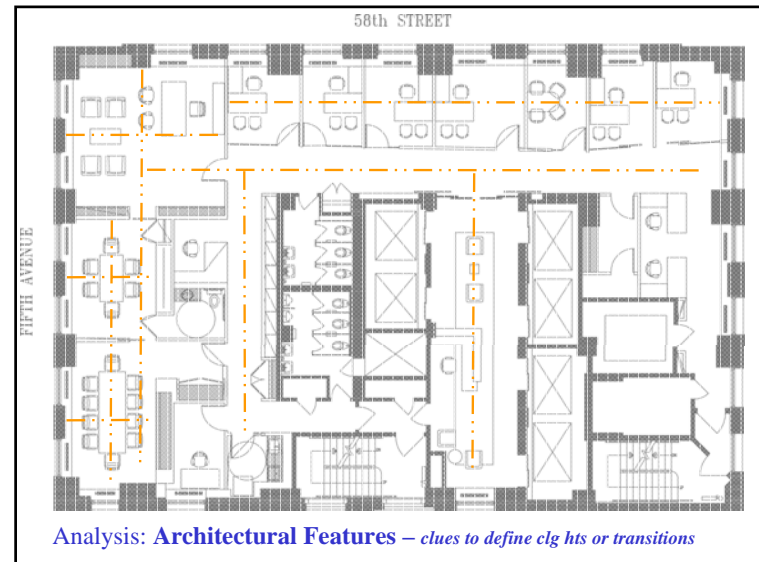 58th STREET
FIFTH AVENUE
Analysis: Architectural Features – clues to define clg hts or transitions